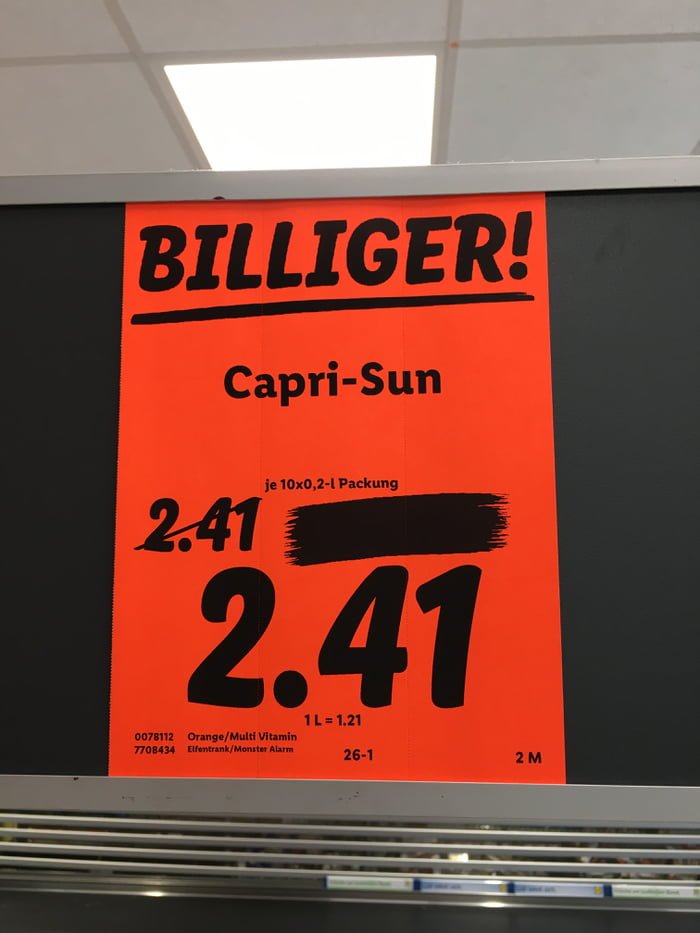 BILLIGER!
Capri-Sun
je 10x0,2-l Packung
2.41
2.41
1 L = 1.21
0078112 Orange/Multi Vitamin
7708434 Elfentrank/Monster Alarm
26-1
2 M